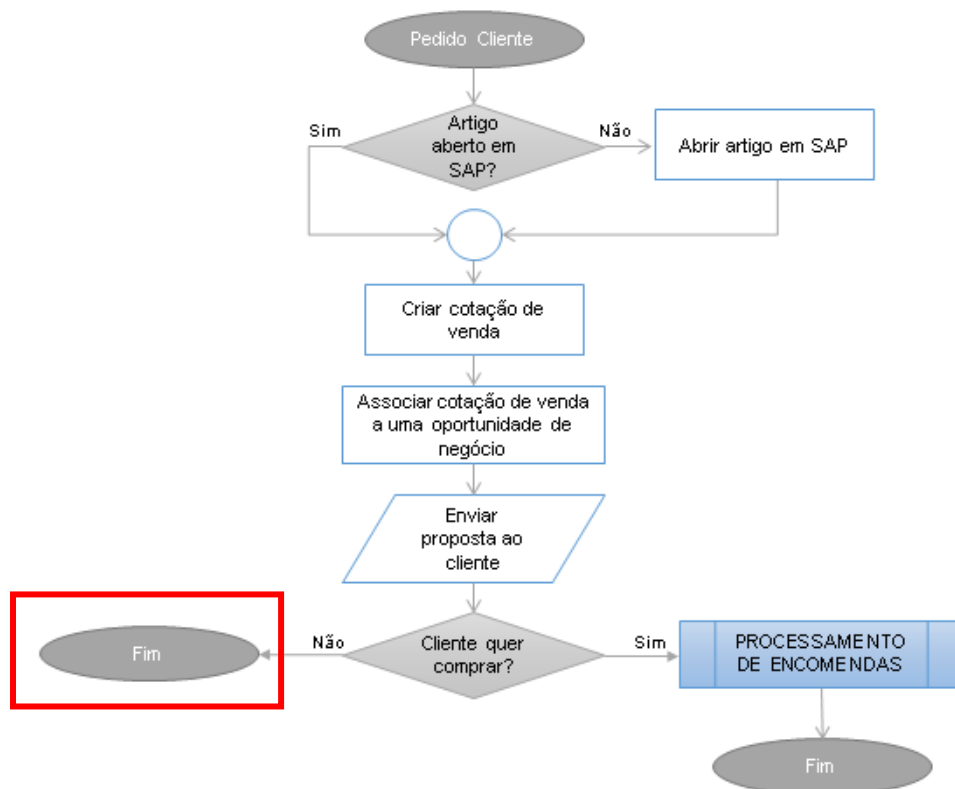 Pedido Cliente
Sim
Artigo
aberto em
SAP?
Não
Abrir artigo em SAP
Criar cotação de
venda
Associar cotação de venda
a uma oportunidade de
negócio
Enviar
proposta ao
cliente
Fim
Não
Cliente quer
comprar?
Sim
PROCESSAMENTO
DE ENCOMENDAS
Fim